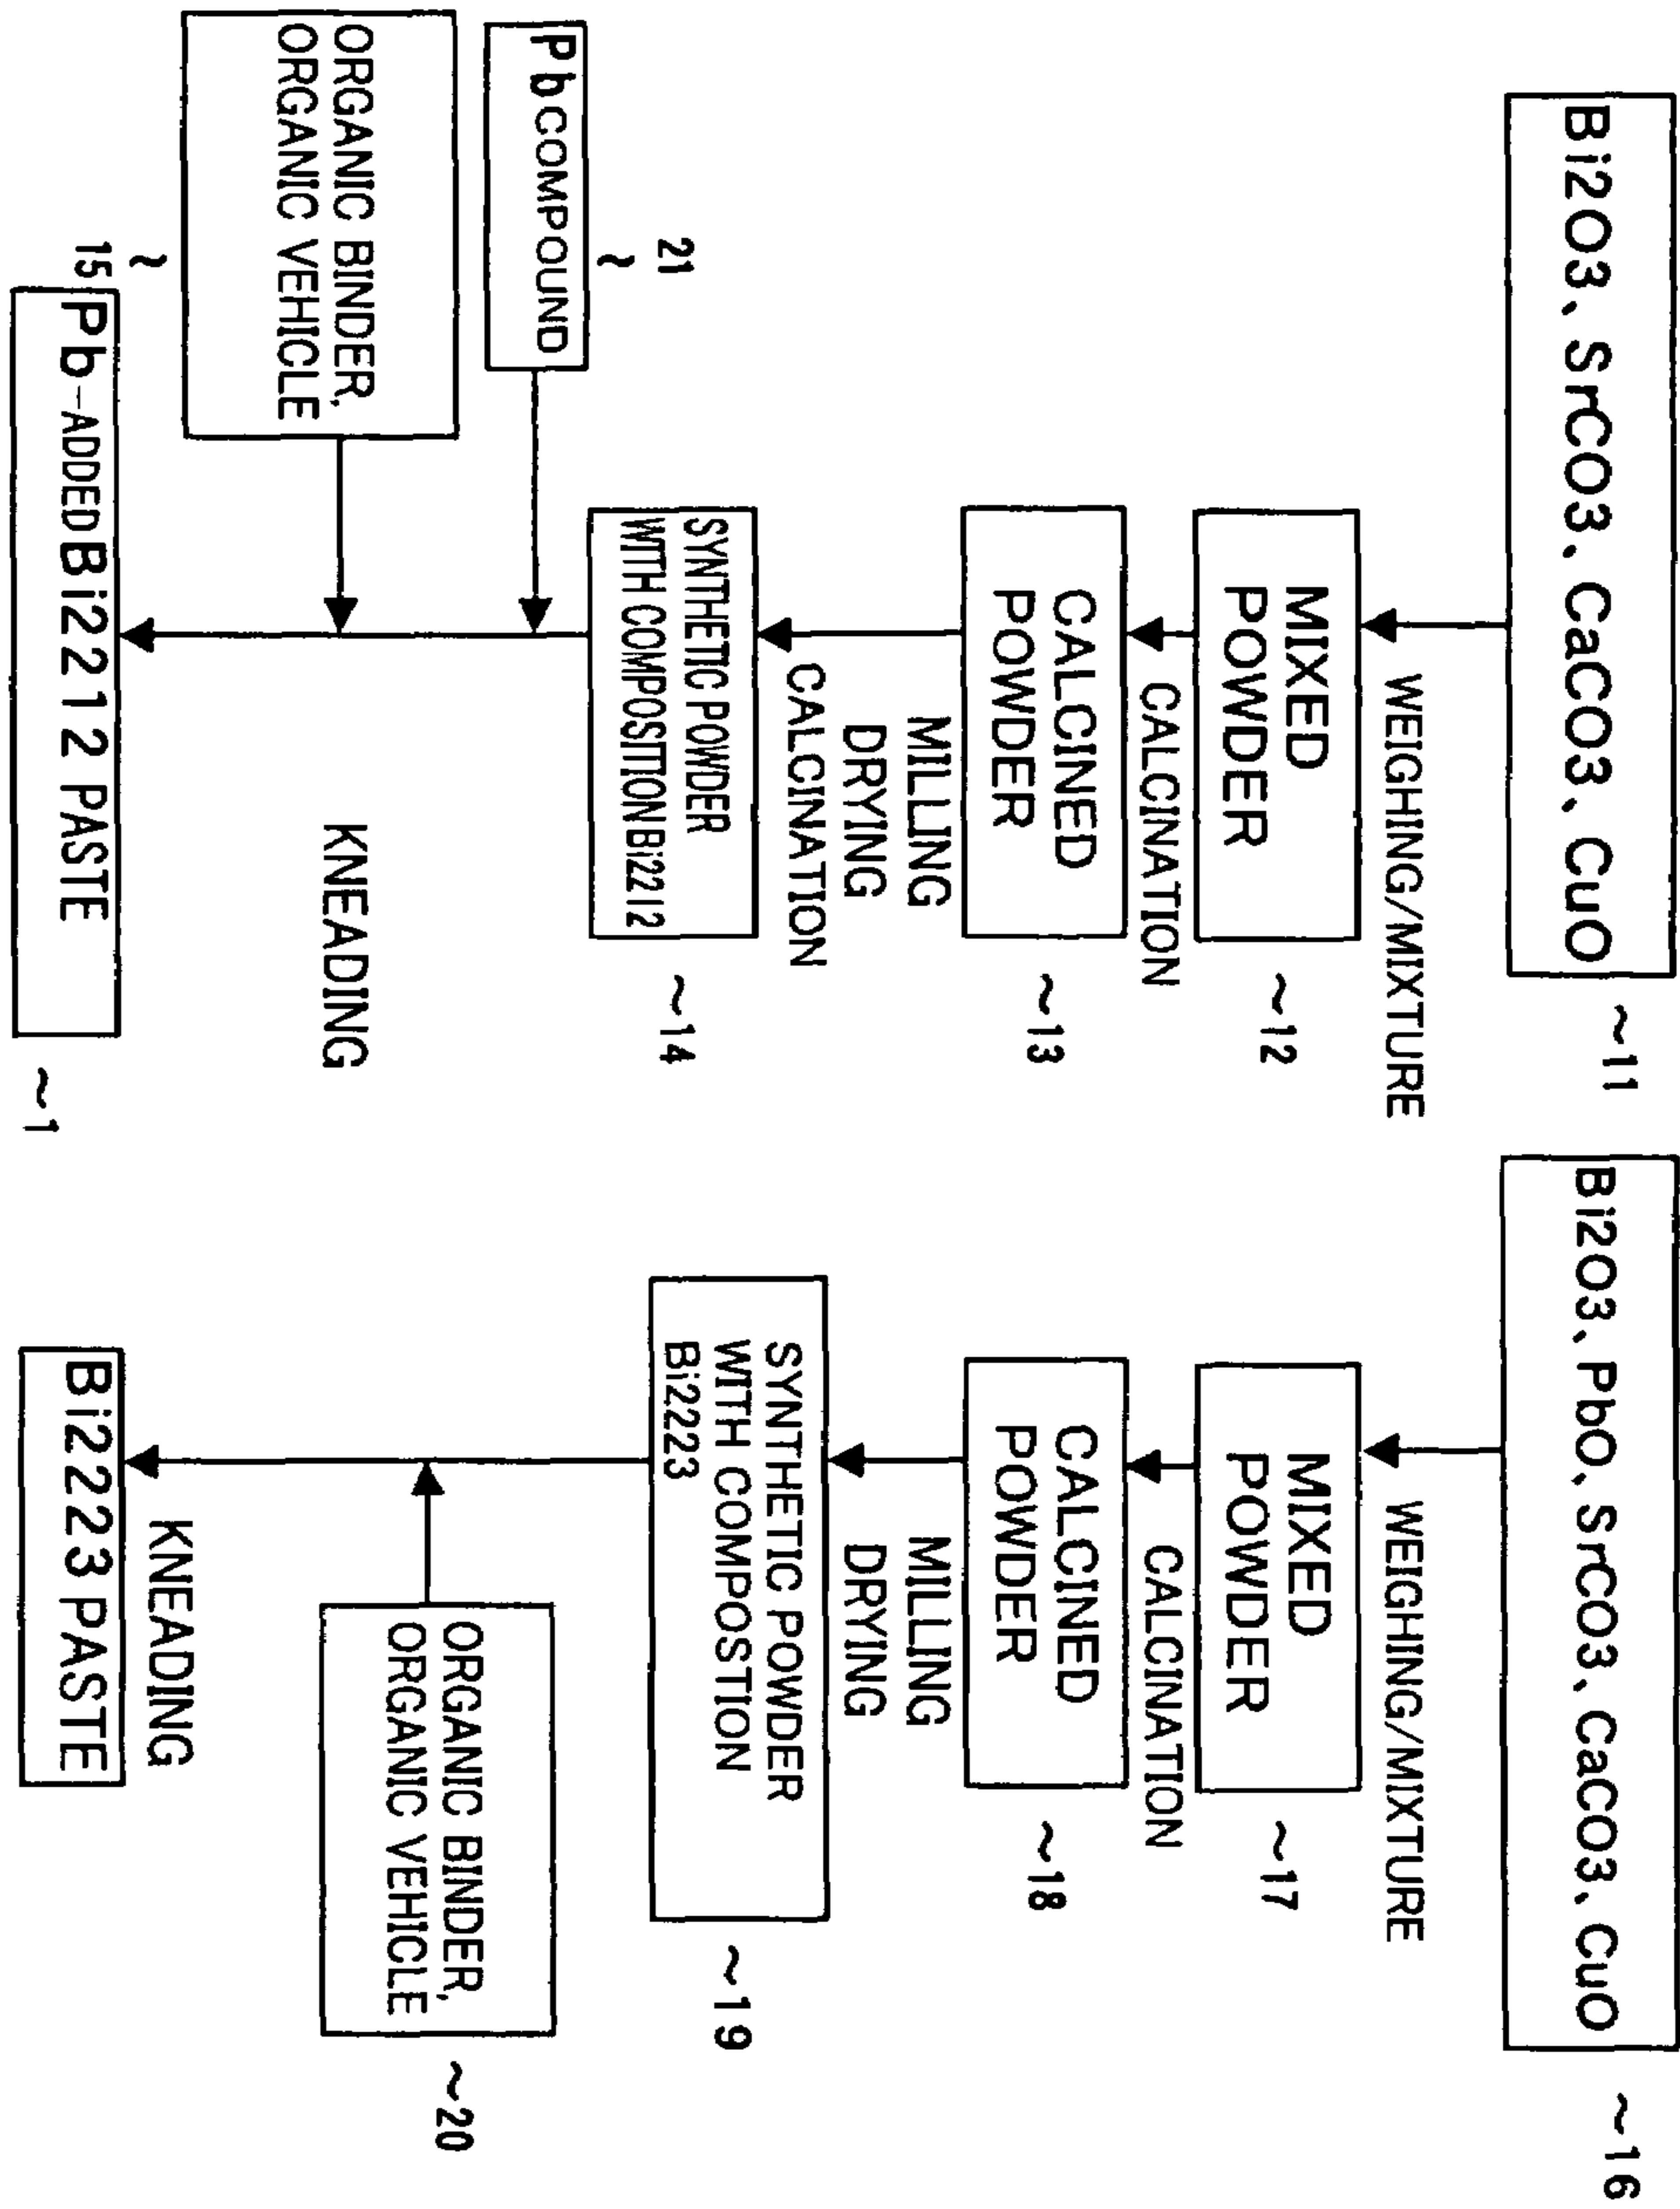 Bi2O3、SrCO3、CaCO3、CuO
~11
WEIGHING/MIXTURE
MIXED
POWDER
~12
CALCINATION
CALCINED
POWDER
~13
MILLING
DRYING
CALCINATION
SYNTHETIC POWDER
WITH COMPOSITION Bi2212
~14
21
~
Pb COMPOUND
ORGANIC BINDER,
ORGANIC VEHICLE
~
15
KNEADING
Pb-ADDED Bi2212 PASTE
~1
Bi2O3、PbO、SrCO3、CaCO3、CuO
~16
WEIGHING/MIXTURE
MIXED
POWDER
~17
CALCINATION
CALCINED
POWDER
~18
MILLING
DRYING
SYNTHETIC POWDER
WITH COMPOSTION
Bi2223
~19
ORGANIC BINDER,
ORGANIC VEHICLE
~20
KNEADING
Bi2223 PASTE